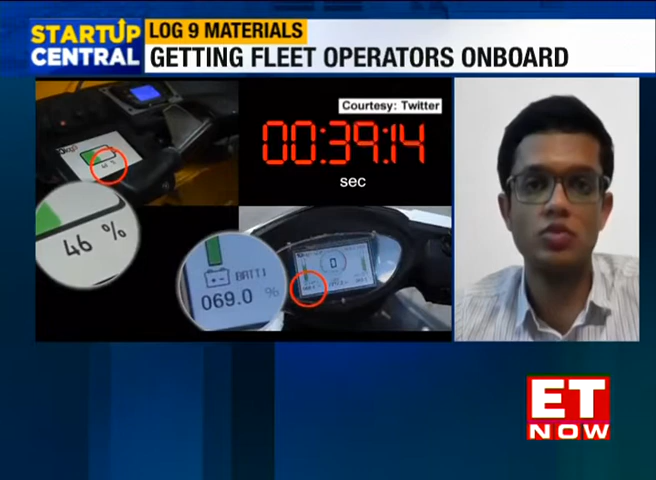 STARTUP
CENTRAL
LOG 9 MATERIALS
GETTING FLEET OPERATORS ONBOARD
Courtesy: Twitter
00:39:14
sec
46 %
BATT1
069.0 %
0
ET
NOW